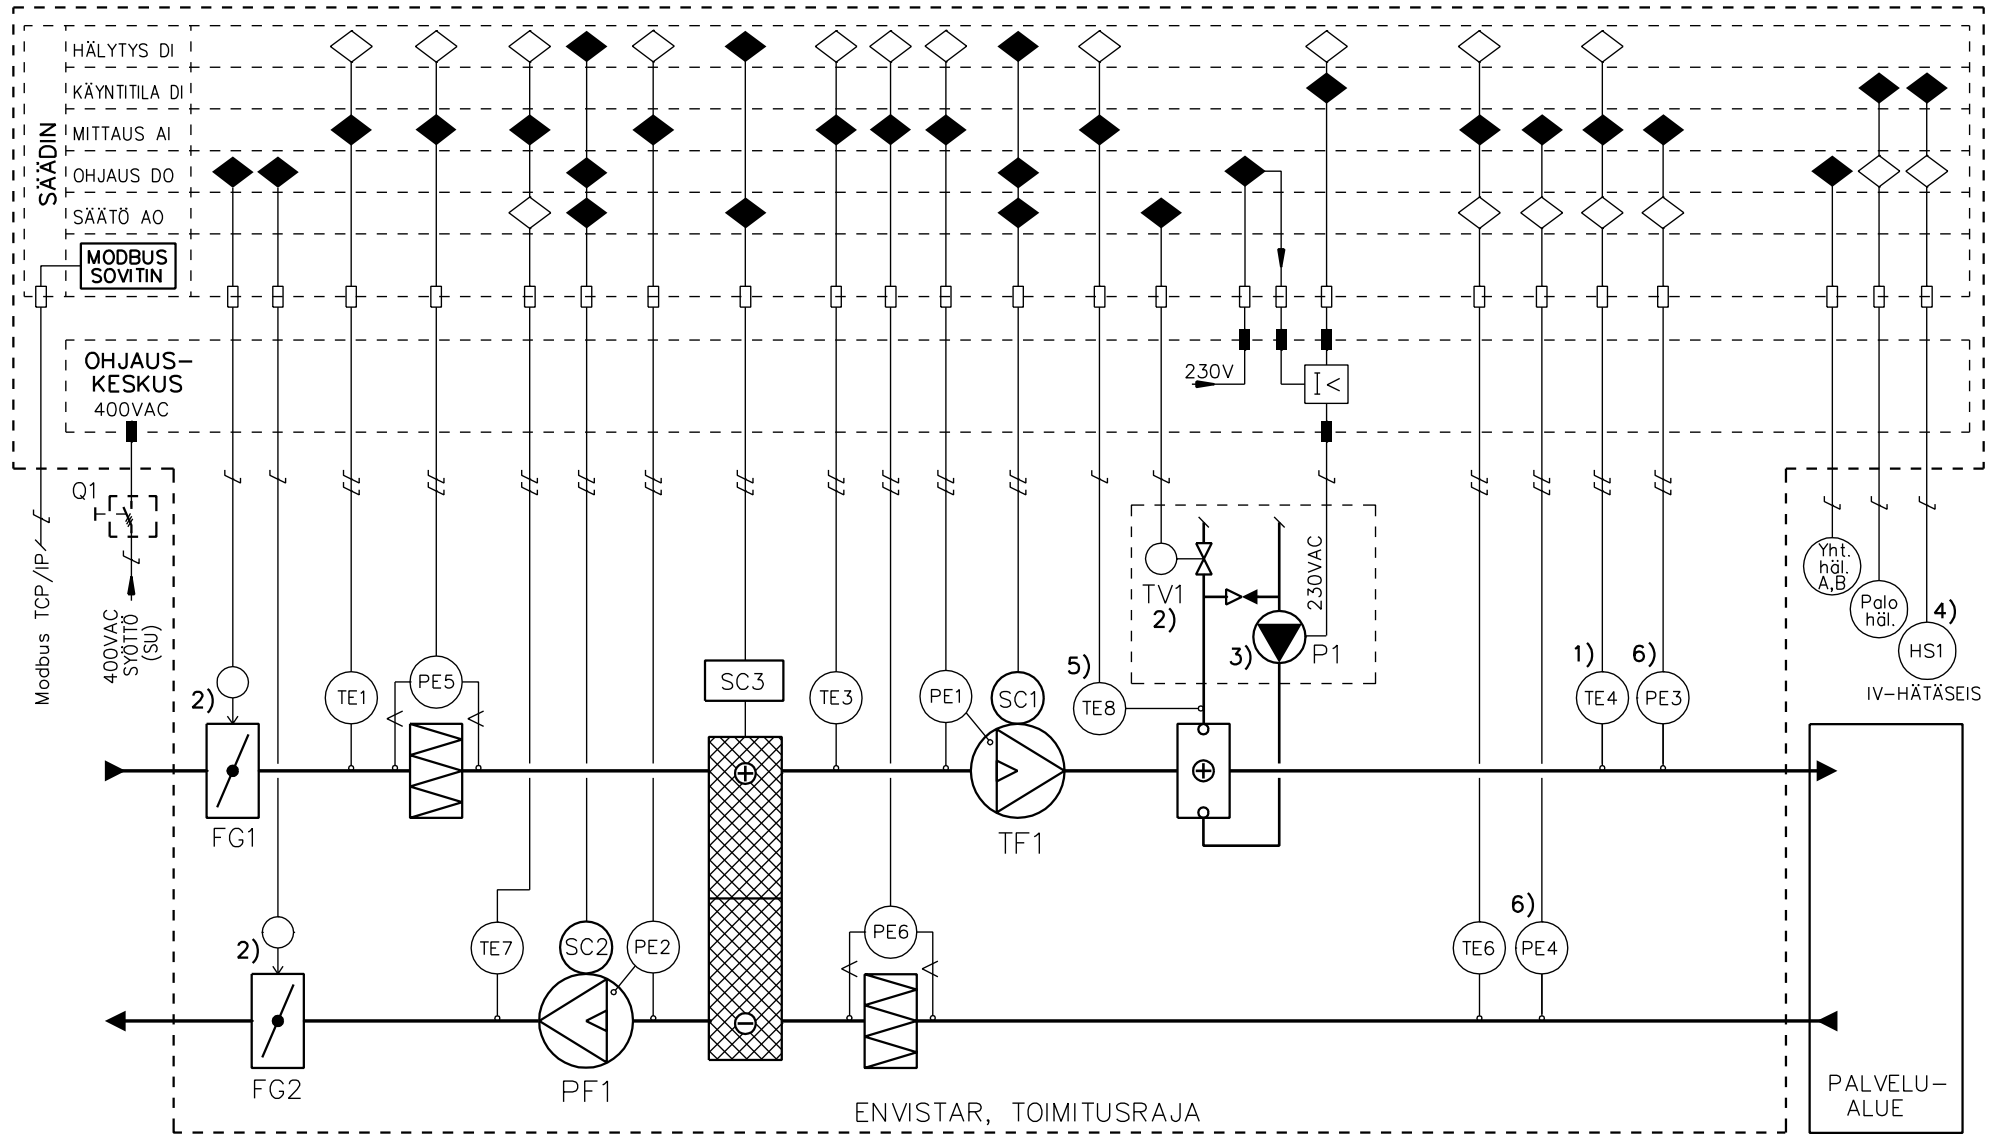 HÄLYTYS DI
KÄYNTITILA DI
MITTAUS AI
OHJAUS DO
SÄÄTÖ AO
SÄÄDIN
MODBUS
SOVITIN
OHJAUS-
KESKUS
400VAC
230V
I<
Q1
Modbus TCP/IP
400VAC
SYÖTTÖ
(SU)
230VAC
TV1
2)
3)
P1
Yht.
häl.
A,B
Palo
häl.
4)
HS1
IV-HÄTÄSEIS
2)
TE1
PE5
SC3
TE3
PE1
SC1
5)
TE8
1)
TE4
6)
PE3
FG1
TF1
2)
TE7
SC2
PE2
PE6
TE6
6)
PE4
FG2
PF1
ENVISTAR, TOIMITUSRAJA
PALVELU-
ALUE